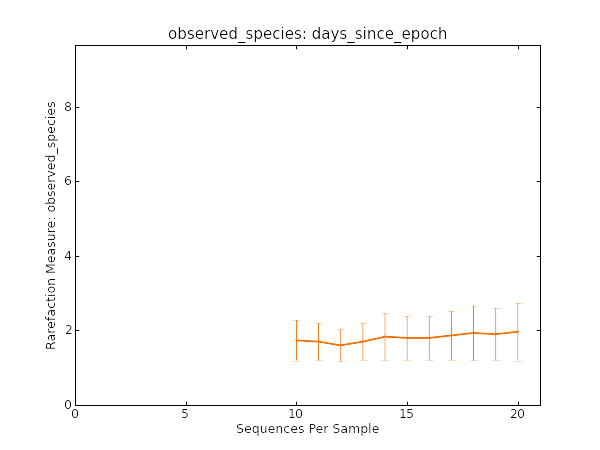 observed_species: days_since_epoch
Rarefaction Measure: observed_species
8
6
4
2
0
0 5 10 15 20
Sequences Per Sample